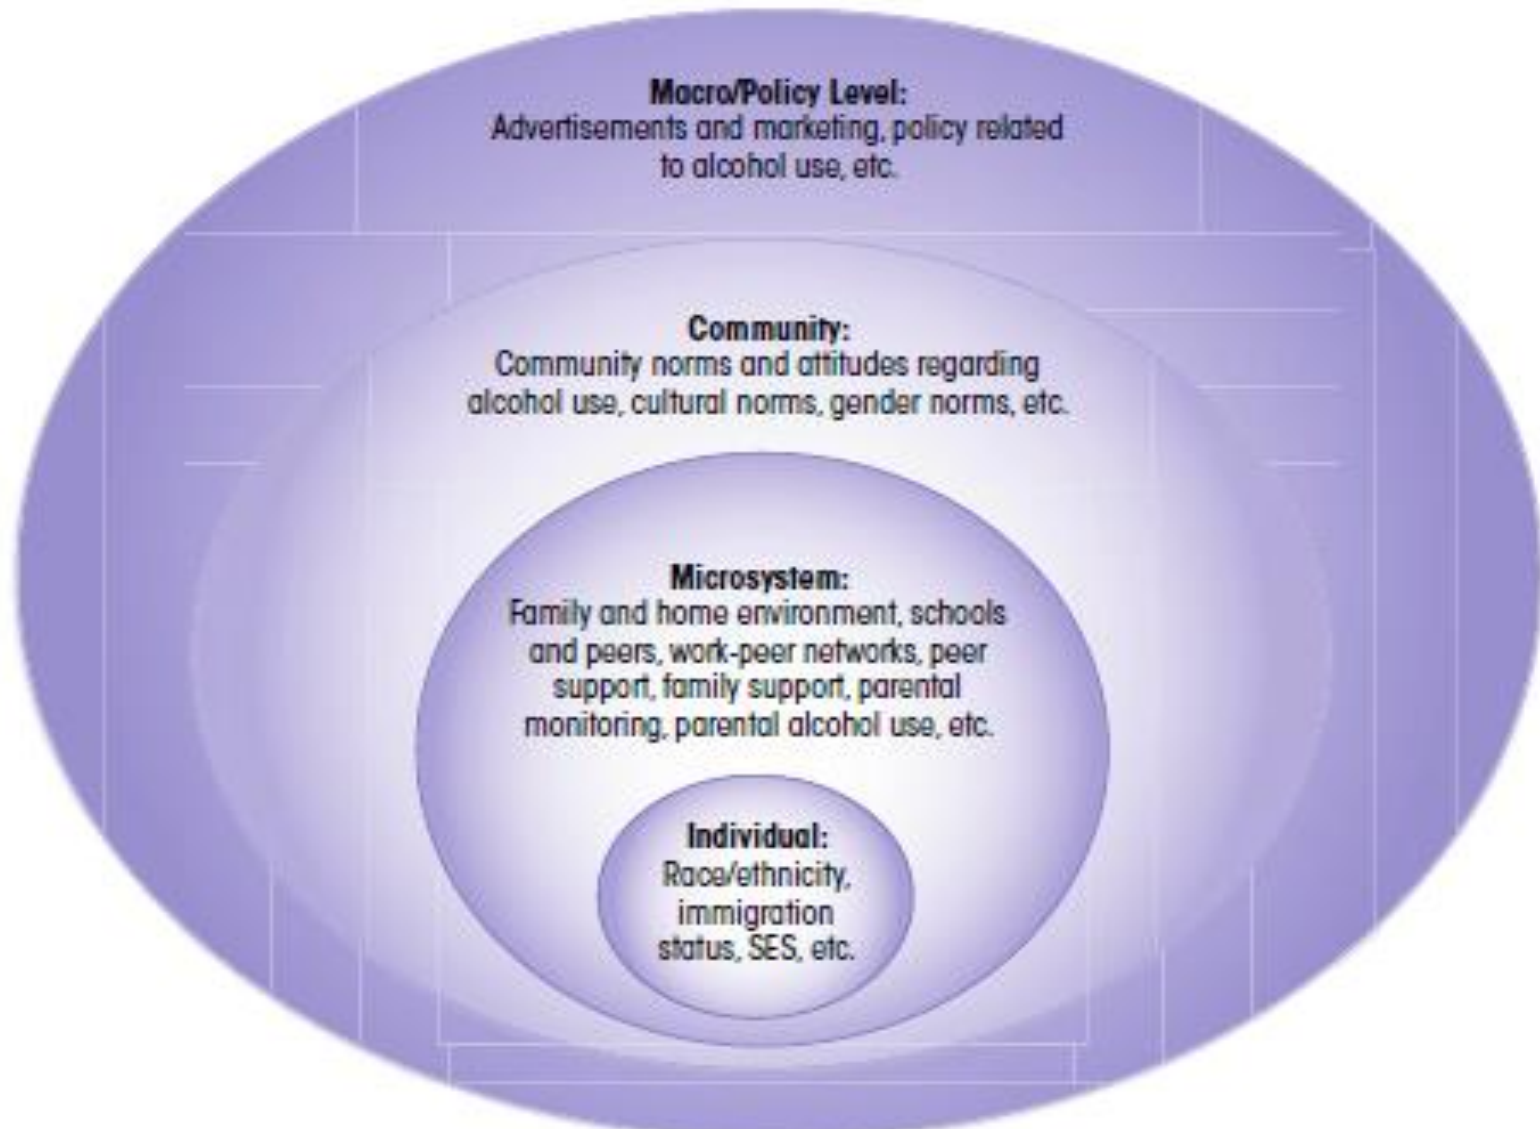 Macro/Policy Level:
Advertisements and marketing, policy related
to alcohol use, etc.
Community:
Community norms and attitudes regarding
alcohol use, cultural norms, gender norms, etc.
Microsystem:
Family and home environment, schools
and peers, work-peer networks, peer
support, family support, parental
monitoring, parental alcohol use, etc.
Individual:
Race/ethnicity,
immigration
status, SES, etc.